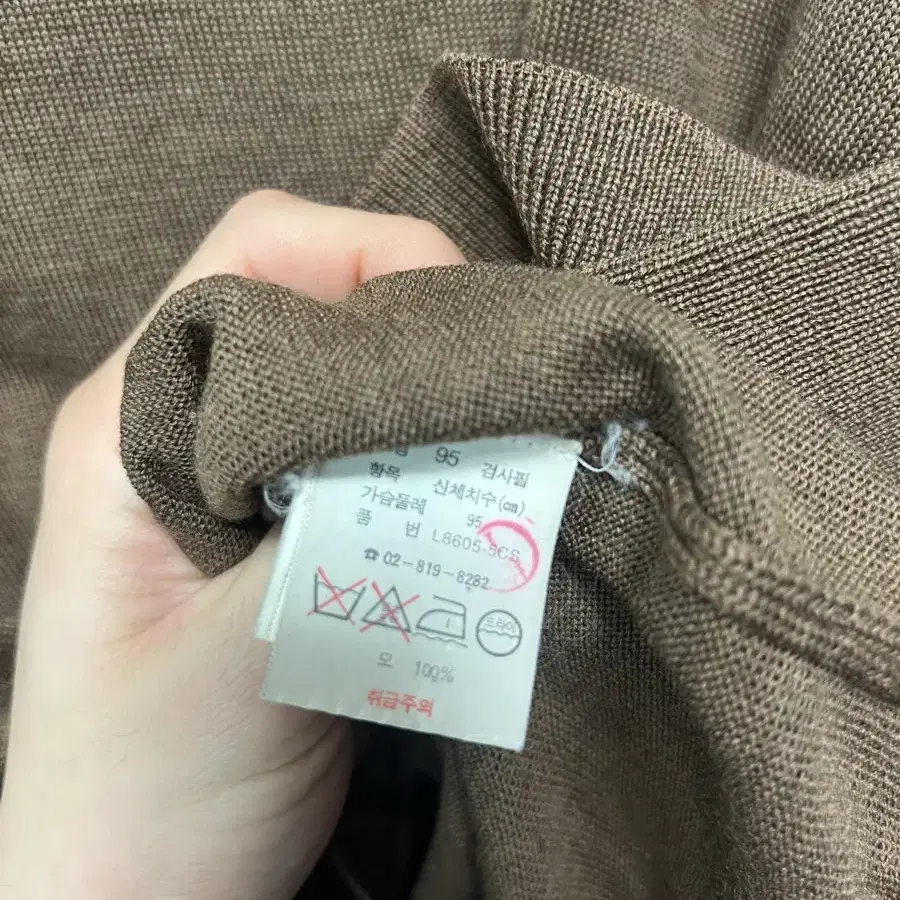 95 검사필
항목 신체치수(㎝)
가슴둘레 95
품 번 L8605-5CS
☎ 02-819-8282
드라이
모 100%
취급주의